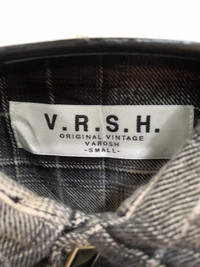 V.R.S.H.
ORIGINAL VINTAGE
VAROSH
-SMALL-